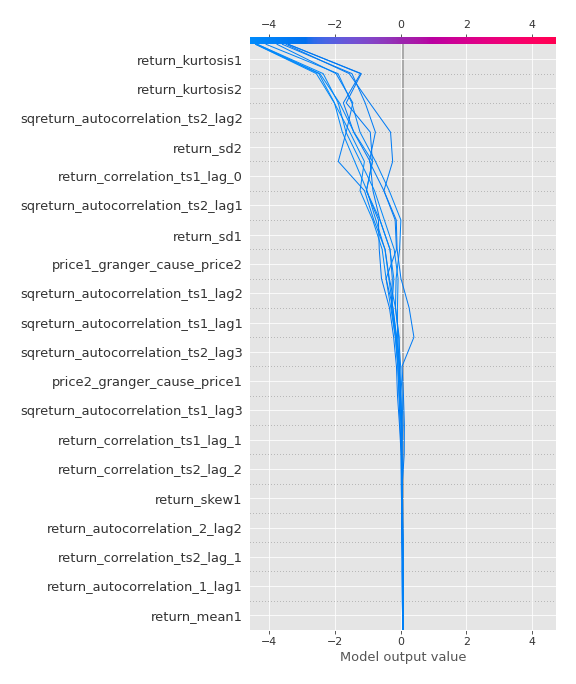 −4 −2 0 2 4
return_kurtosis1
return_kurtosis2
sqreturn_autocorrelation_ts2_lag2
return_sd2
return_correlation_ts1_lag_0
sqreturn_autocorrelation_ts2_lag1
return_sd1
price1_granger_cause_price2
sqreturn_autocorrelation_ts1_lag2
sqreturn_autocorrelation_ts1_lag1
sqreturn_autocorrelation_ts2_lag3
price2_granger_cause_price1
sqreturn_autocorrelation_ts1_lag3
return_correlation_ts1_lag_1
return_correlation_ts2_lag_2
return_skew1
return_autocorrelation_2_lag2
return_correlation_ts2_lag_1
return_autocorrelation_1_lag1
return_mean1
−4 −2 0 2 4
Model output value